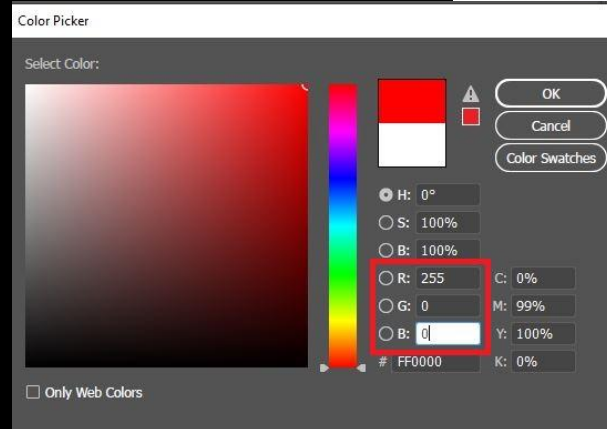 Color Picker
Select Color:
OK
Cancel
Color Swatches
H: 0°
S: 100%
B: 100%
R: 255 C: 0%
G: 0 M: 99%
B: 0 Y: 100%
# FF0000 K: 0%
Only Web Colors